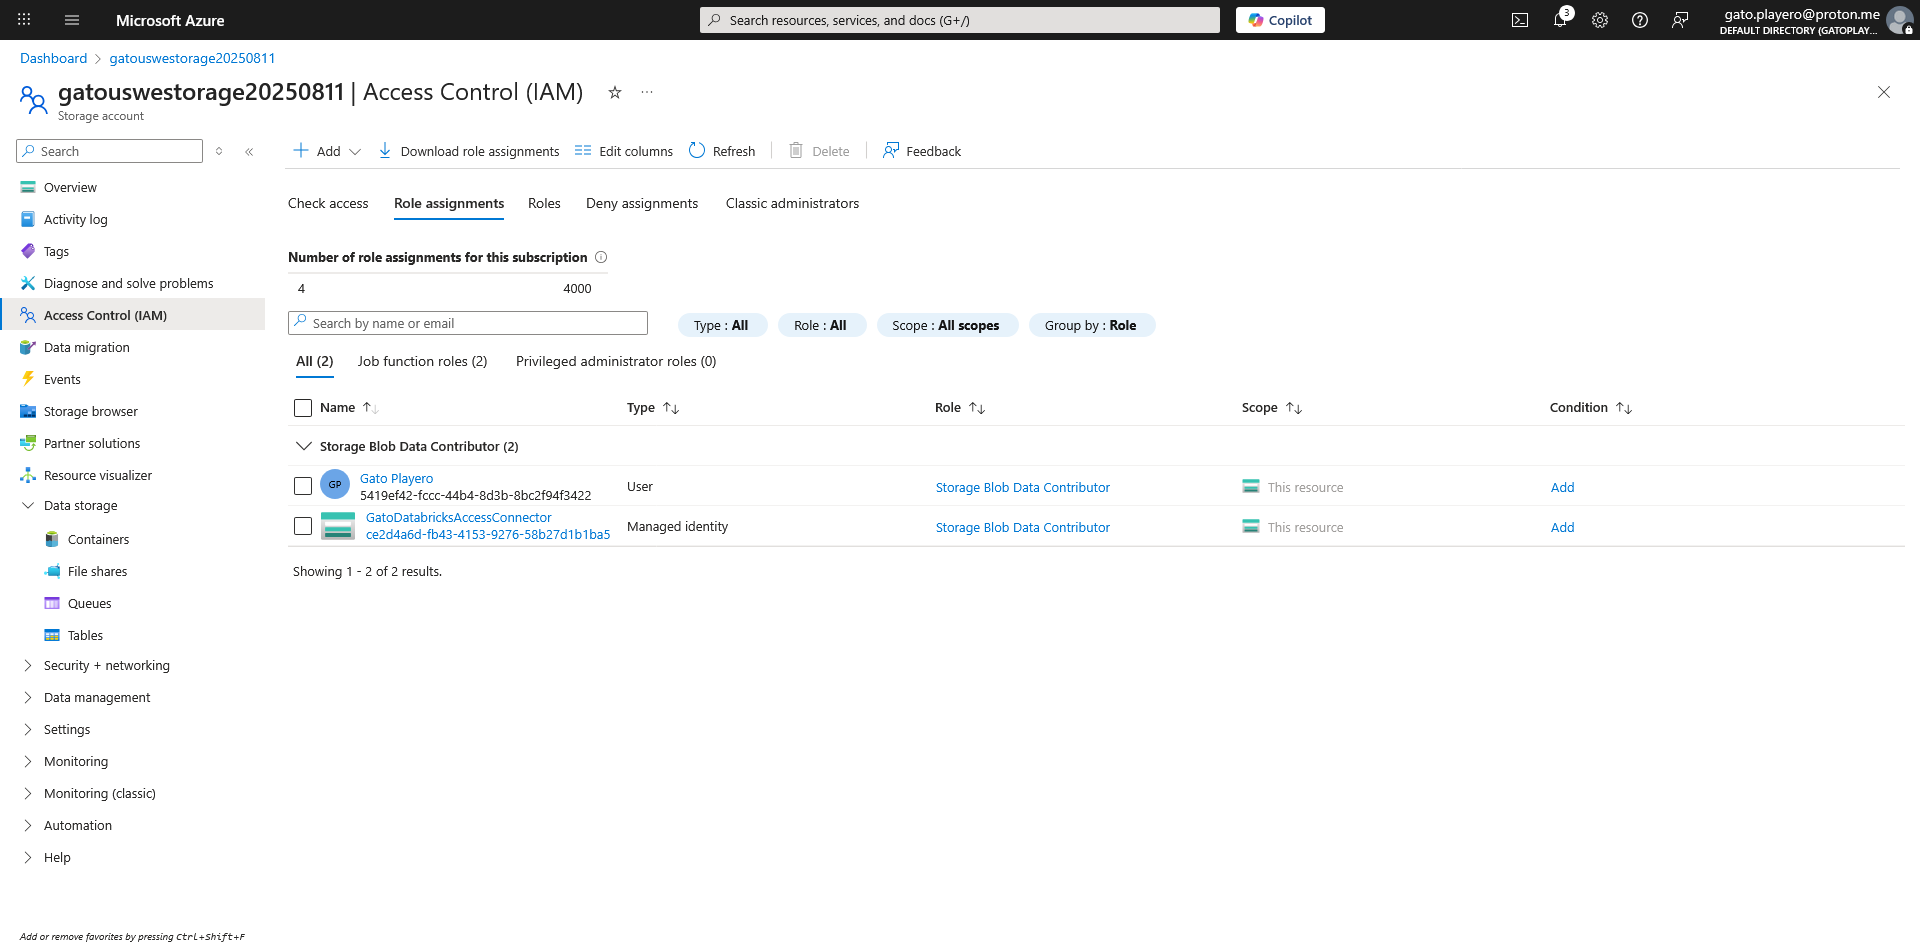 Microsoft Azure
Search resources, services, and docs (G+/)
Copilot
3
gato.playero@proton.me
DEFAULT DIRECTORY (GATOPLAY...
Dashboard > gatouswestorage20250811
gatouswestorage20250811 | Access Control (IAM)
Storage account
Search
Add
Download role assignments
Edit columns
Refresh
Delete
Feedback
Overview
Activity log
Tags
Diagnose and solve problems
Access Control (IAM)
Data migration
Events
Storage browser
Partner solutions
Resource visualizer
Data storage
Containers
File shares
Queues
Tables
Security + networking
Data management
Settings
Monitoring
Monitoring (classic)
Automation
Help
Add or remove favorites by pressing Ctrl+Shift+F
Check access Role assignments Roles Deny assignments Classic administrators
Number of role assignments for this subscription
4 4000
Search by name or email
Type : All Role : All Scope : All scopes Group by : Role
All (2) Job function roles (2) Privileged administrator roles (0)
Name Type Role Scope Condition
Storage Blob Data Contributor (2)
GP
Gato Playero
5419ef42-fccc-44b4-8d3b-8bc2f94f3422
User Storage Blob Data Contributor This resource Add
GatoDatabricksAccessConnector
ce2d4a6d-fb43-4153-9276-58b27d1b1ba5
Managed identity Storage Blob Data Contributor This resource Add
Showing 1 - 2 of 2 results.